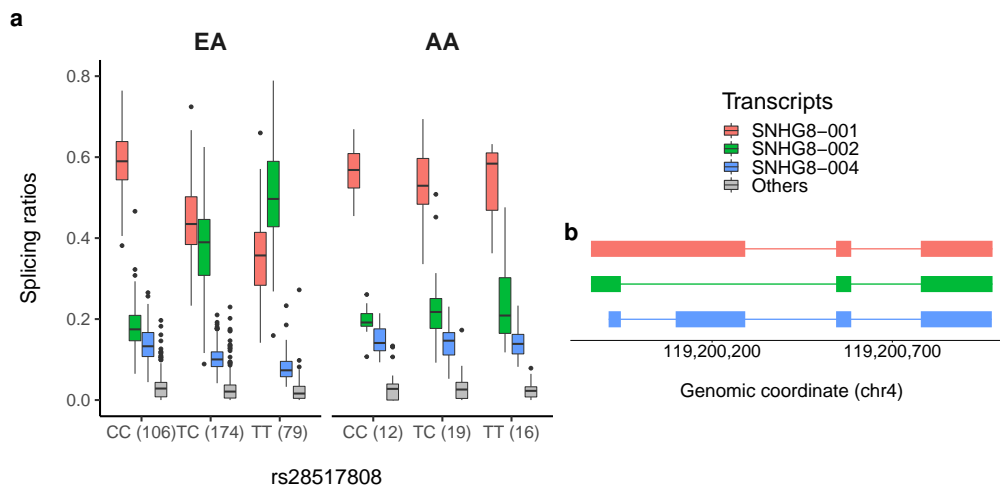 a
EA
AA
Splicing ratios
0.8
0.6
0.4
0.2
0.0
CC (106)
TC (174)
TT (79)
CC (12)
TC (19)
TT (16)
rs28517808
Transcripts
SNHG8−001
SNHG8−002
SNHG8−004
Others
b
119,200,200
119,200,700
Genomic coordinate (chr4)